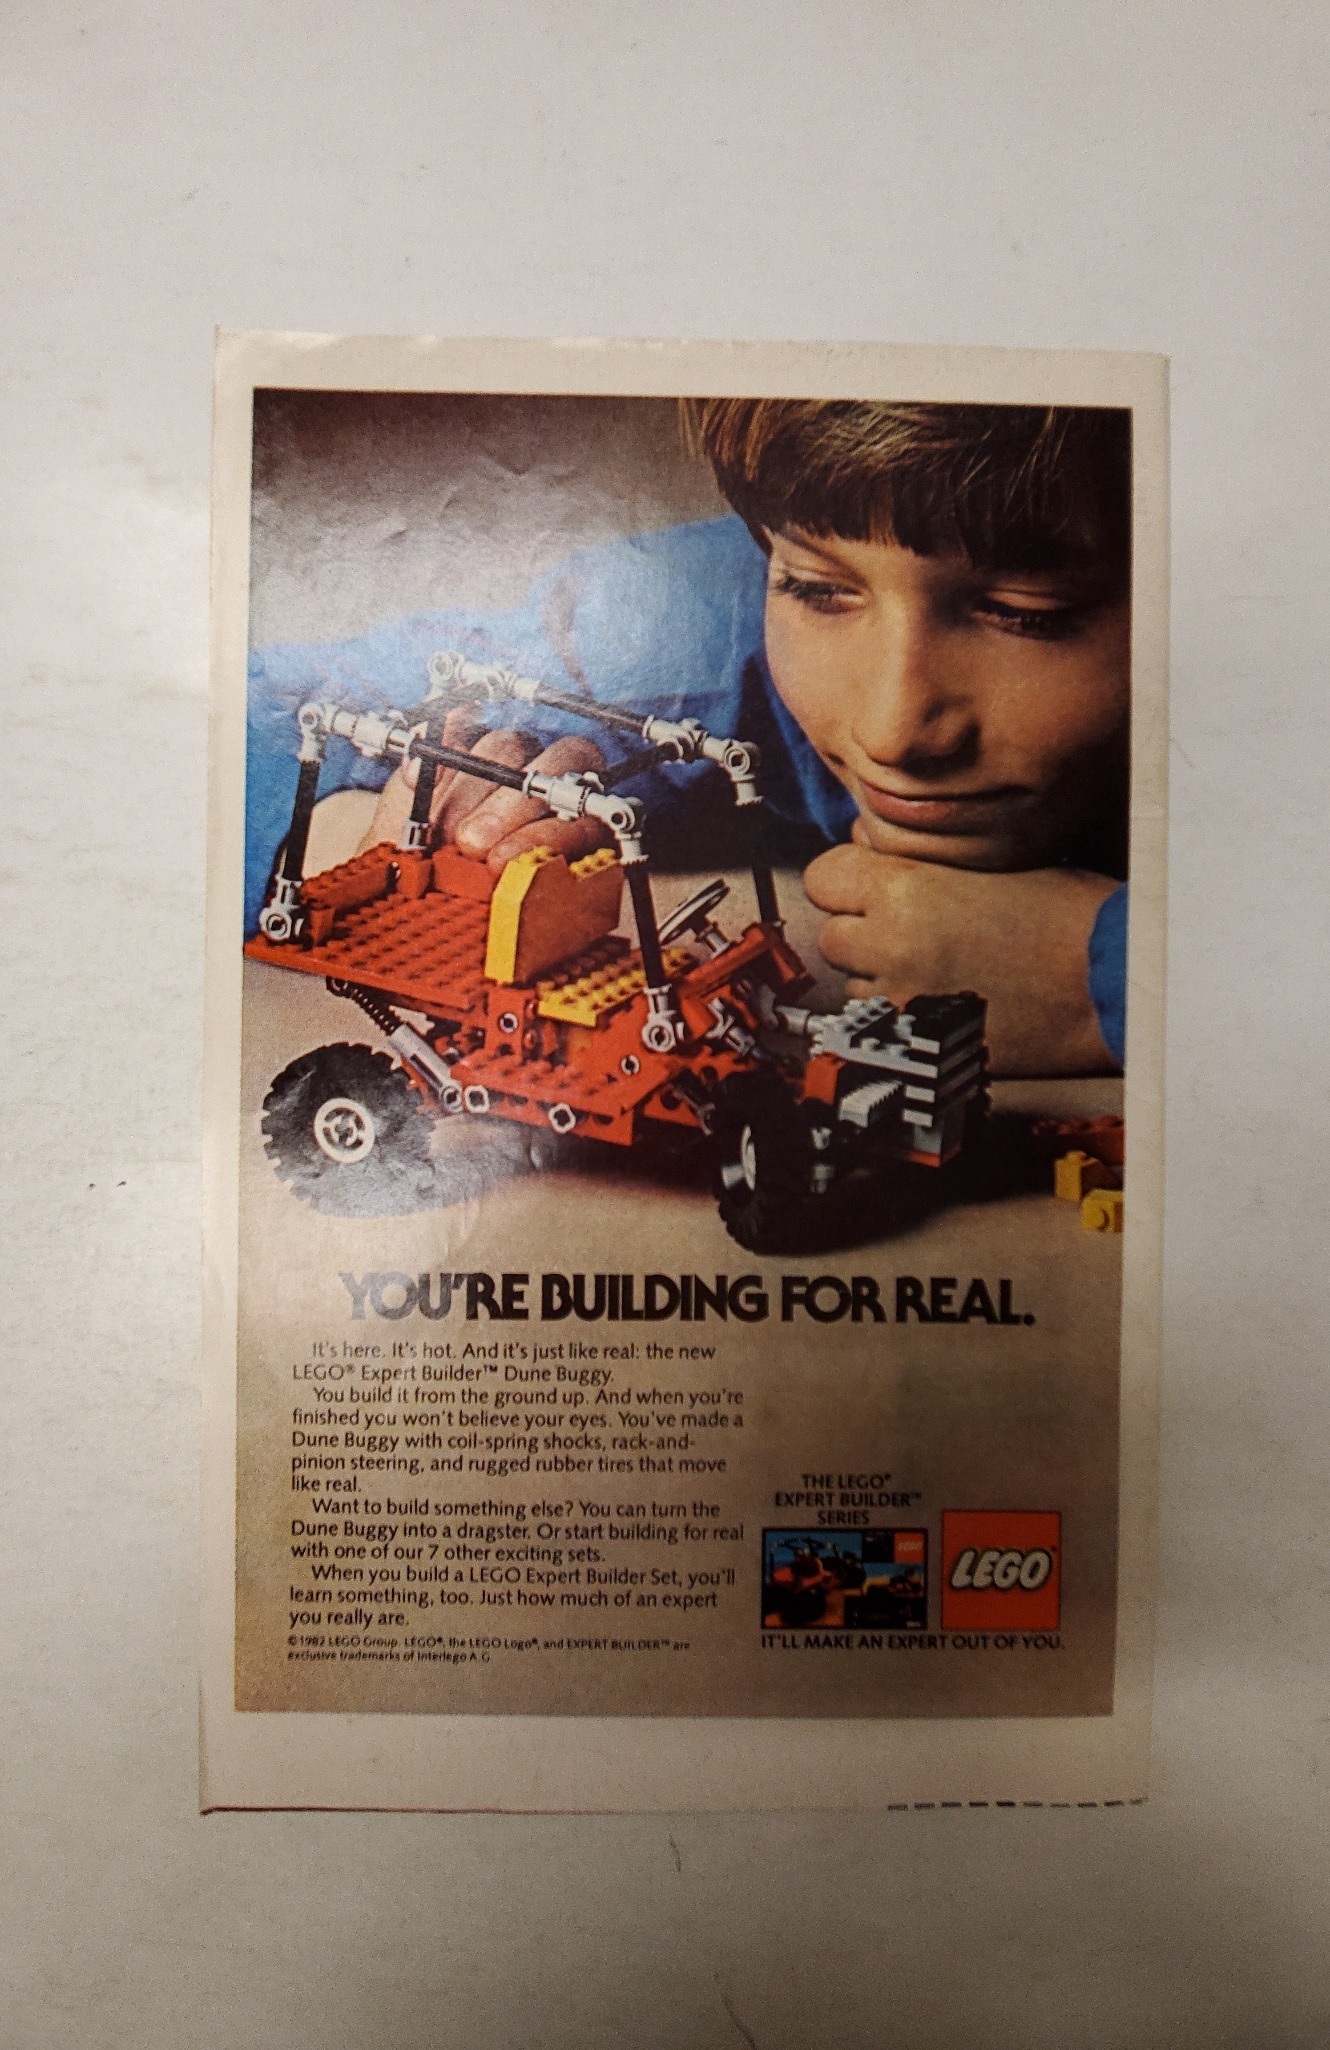 YOU'RE BUILDING FOR REAL.
It's here. It's hot. And it's just like real: the new
LEGO® Expert Builder™ Dune Buggy.
You build it from the ground up. And when you're
finished you won't believe your eyes. You've made a
Dune Buggy with coil-spring shocks, rack-and-
pinion steering, and rugged rubber tires that move
like real.
Want to build something else? You can turn the
Dune Buggy into a dragster. Or start building for real
with one of our 7 other exciting sets.
When you build a LEGO Expert Builder Set, you'll
learn something, too. Just how much of an expert
you really are.
©1982 LEGO Group. LEGO®, the LEGO Logo®, and EXPERT BUILDER™ are
exclusive trademarks of Interlego A.G
THE LEGO®
EXPERT BUILDER™
SERIES
LEGO
LEGO®
IT'LL MAKE AN EXPERT OUT OF YOU.